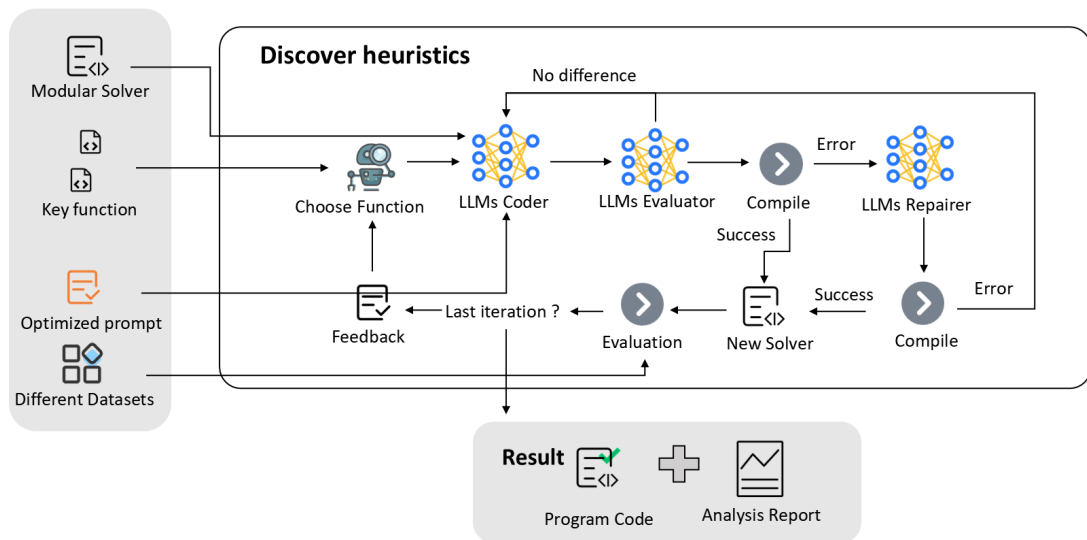 Discover heuristics
Modular Solver
No difference
Key function
Choose Function
LLMs Coder
LLMs Evaluator
Compile
Error
LLMs Repairer
Success
Optimized prompt
Feedback
Last iteration ?
Evaluation
New Solver
Success
Compile
Error
Different Datasets
Result
Program Code
Analysis Report